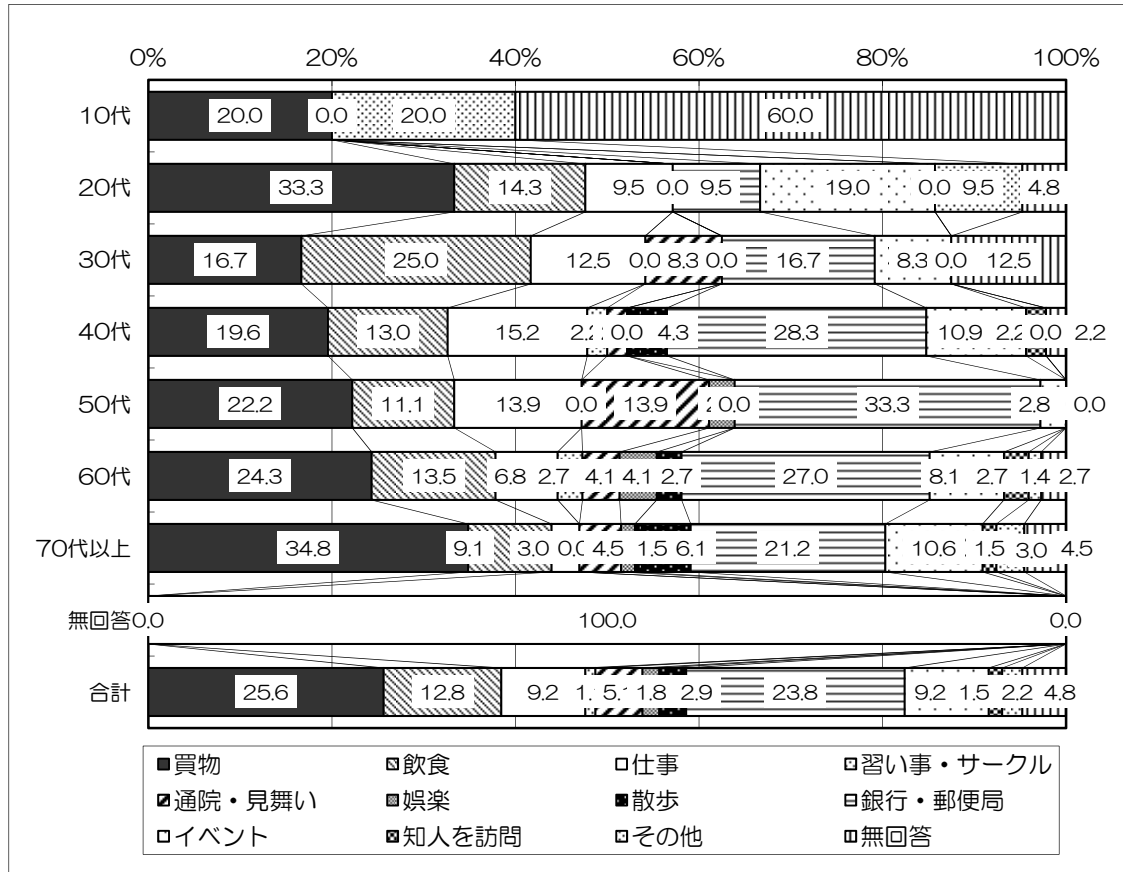 0% 20% 40% 60% 80% 100%
10代 20.0 0.0 20.0 60.0
20代 33.3 14.3 9.5 0.0 9.5 19.0 0.0 9.5 4.8
30代 16.7 25.0 12.5 0.0 8.3 0.0 16.7 8.3 0.0 12.5
40代 19.6 13.0 15.2 2.2 0.0 4.3 28.3 10.9 2.2 0.0 2.2
50代 22.2 11.1 13.9 0.0 13.9 0.0 33.3 2.8 0.0
60代 24.3 13.5 6.8 2.7 4.1 4.1 2.7 27.0 8.1 2.7 1.4 2.7
70代以上 34.8 9.1 3.0 0.0 4.5 1.5 6.1 21.2 10.6 1.5 3.0 4.5
無回答 0.0 100.0 0.0
合計 25.6 12.8 9.2 5.1 1.8 2.9 23.8 9.2 1.5 2.2 4.8
買物 飲食 仕事 習い事・サークル
通院・見舞い 娯楽 散歩 銀行・郵便局
イベント 知人を訪問 その他 無回答